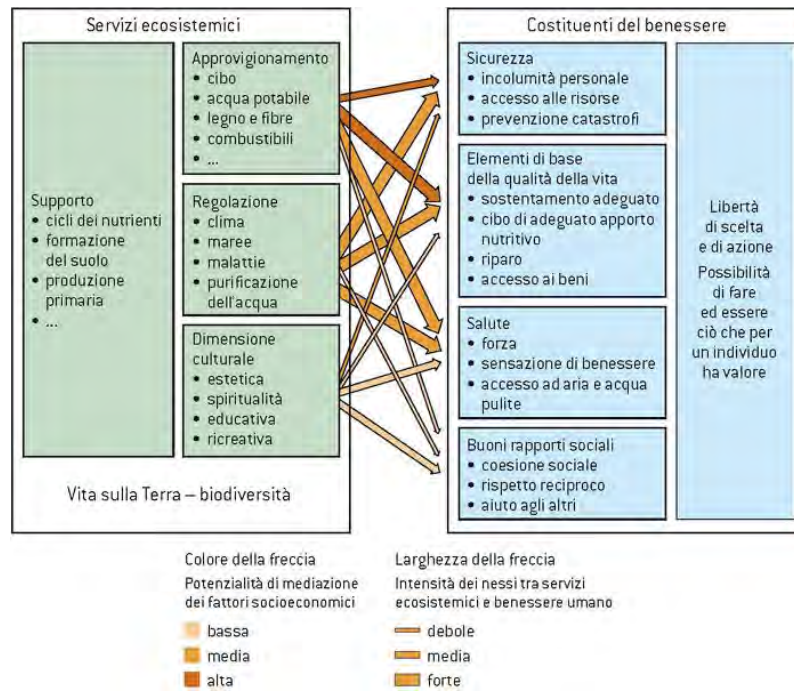 Servizi ecosistemici
Supporto
• cicli dei nutrienti
• formazione
del suolo
• produzione
primaria
• ...
Approvigionamento
• cibo
• acqua potabile
• legno e fibre
• combustibili
• ...
Regolazione
• clima
• maree
• malattie
• purificazione
dell'acqua
Dimensione
culturale
• estetica
• spiritualità
• educativa
• ricreativa
Vita sulla Terra – biodiversità
Costituenti del benessere
Sicurezza
• incolumità personale
• accesso alle risorse
• prevenzione catastrofi
Elementi di base
della qualità della vita
• sostentamento adeguato
• cibo di adeguato apporto
nutritivo
• riparo
• accesso ai beni
Salute
• forza
• sensazione di benessere
• accesso ad aria e acqua
pulite
Buoni rapporti sociali
• coesione sociale
• rispetto reciproco
• aiuto agli altri
Libertà
di scelta
e di azione
Possibilità
di fare
ed essere
ciò che per
un individuo
ha valore
Colore della freccia
Potenzialità di mediazione
dei fattori socioeconomici
bassa
media
alta
Larghezza della freccia
Intensità dei nessi tra servizi
ecosistemici e benessere umano
debole
media
forte